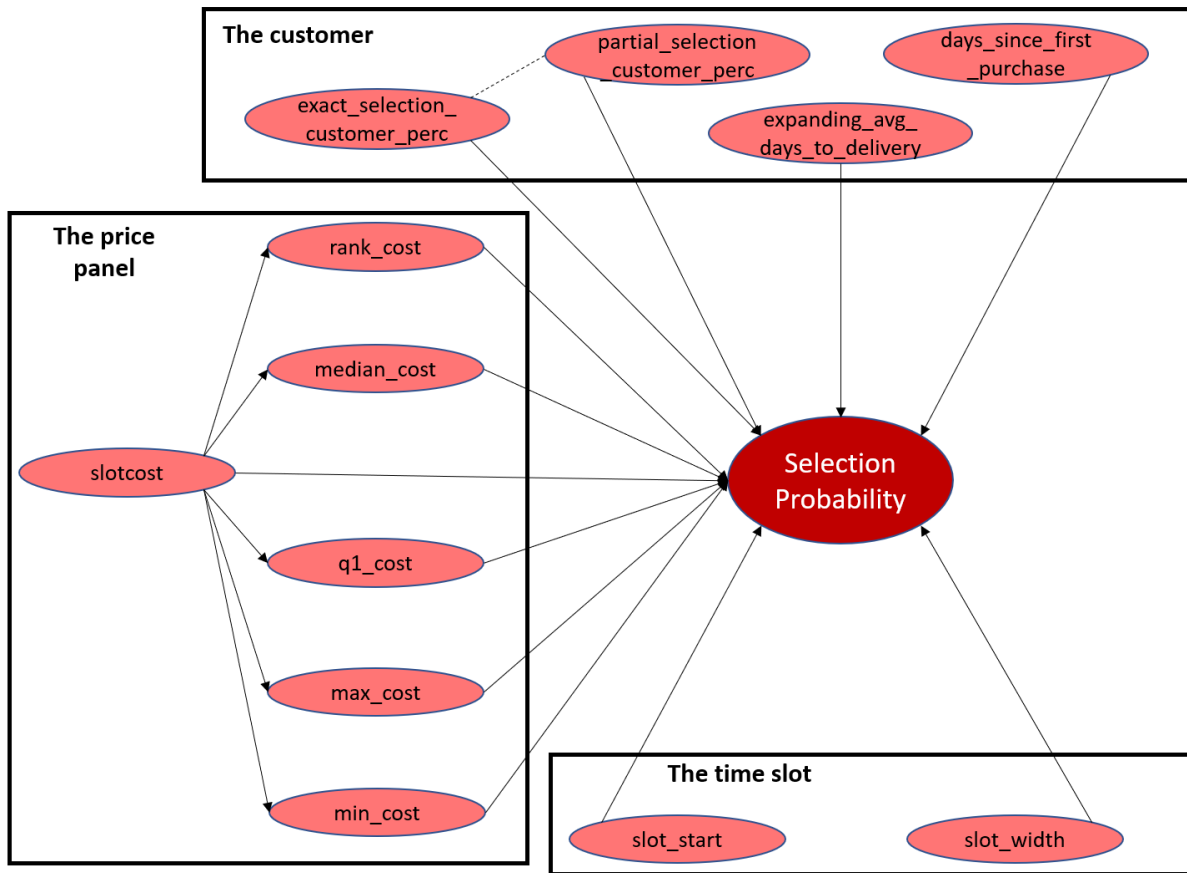 The customer
partial_selection
_customer_perc
days_since_first
_purchase
exact_selection_
customer_perc
expanding_avg_
days_to_delivery
The price
panel
rank_cost
median_cost
slotcost
q1_cost
max_cost
min_cost
Selection
Probability
The time slot
slot_start
slot_width